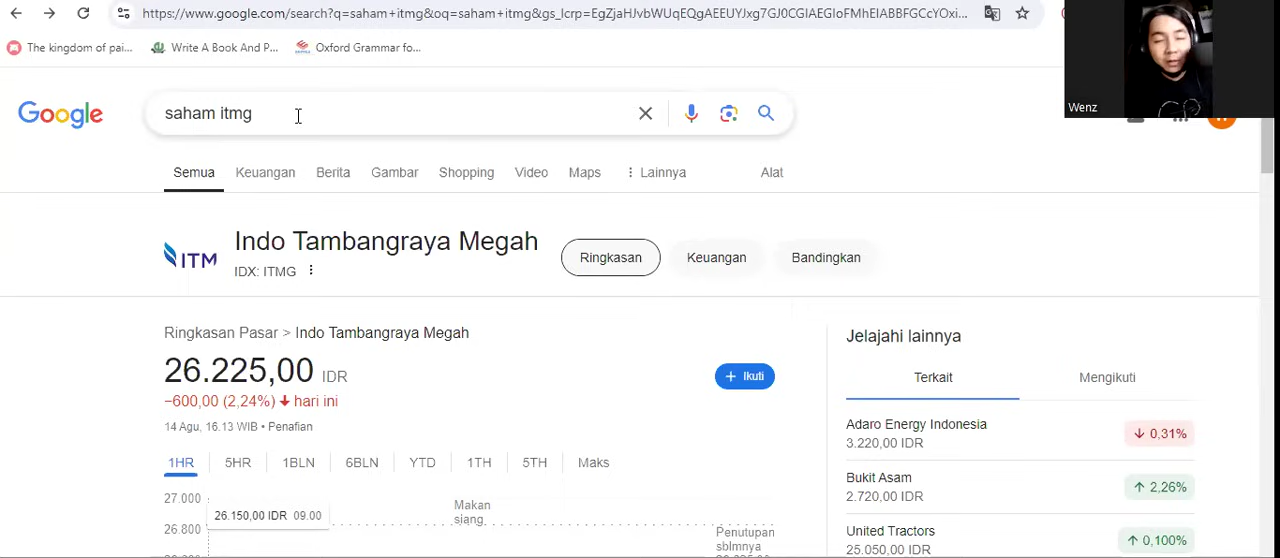 https://www.google.com/search?q=saham+itmg&oq=saham+itmg&gs_lcrp=EgZjaHJvbWUqEQgAEEUYJxg7GJ0CGIAEGIoFMhEIABBFGCcYOxi...
The kingdom of pai...
Write A Book And P...
Oxford Grammar fo...
Wenz
Google
saham itmg
Semua Keuangan Berita Gambar Shopping Video Maps Lainnya Alat
ITM
Indo Tambangraya Megah
IDX: ITMG
Ringkasan Keuangan Bandingkan
Ringkasan Pasar > Indo Tambangraya Megah
26.225,00 IDR
+ Ikuti
−600,00 (2,24%) ↓ hari ini
14 Agu, 16.13 WIB • Penafian
1HR 5HR 1BLN 6BLN YTD 1TH 5TH Maks
27.000
26.150,00 IDR 09.00
Makan
siang.
26.800
Penutupan
sblmnya
Jelajahi lainnya
Terkait Mengikuti
Adaro Energy Indonesia
3.220,00 IDR
↓ 0,31%
Bukit Asam
2.720,00 IDR
↑ 2,26%
United Tractors
25.050,00 IDR
↑ 0,100%